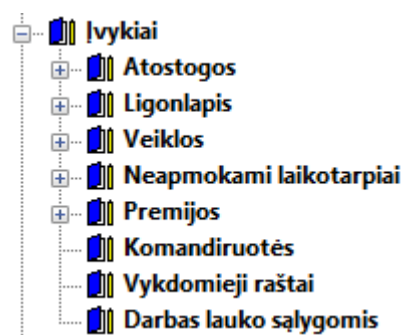 Įvykiai
Atostogos
Ligonlapis
Veiklos
Neapmokami laikotarpiai
Premijos
Komandiruotės
Vykdomieji raštai
Darbas lauko sąlygomis